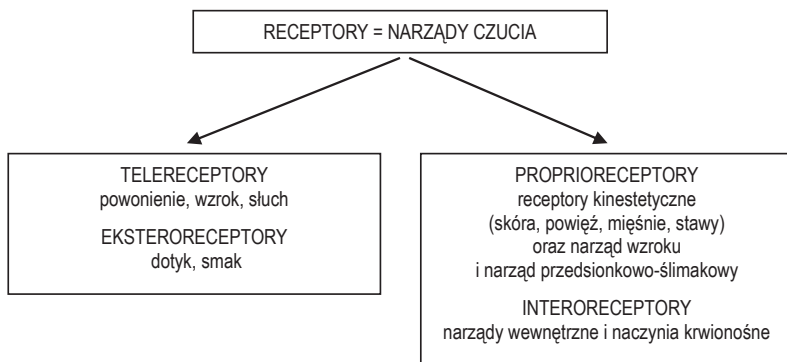 RECEPTORY = NARZĄDY CZUCIA
TELERECEPTORY
powonienie, wzrok, słuch
EKSTERORECEPTORY
dotyk, smak
PROPRIORECEPTORY
receptory kinestetyczne
(skóra, powięź, mięśnie, stawy)
oraz narząd wzroku
i narząd przedsionkowo-ślimakowy
INTERORECEPTORY
narządy wewnętrzne i naczynia krwionośne